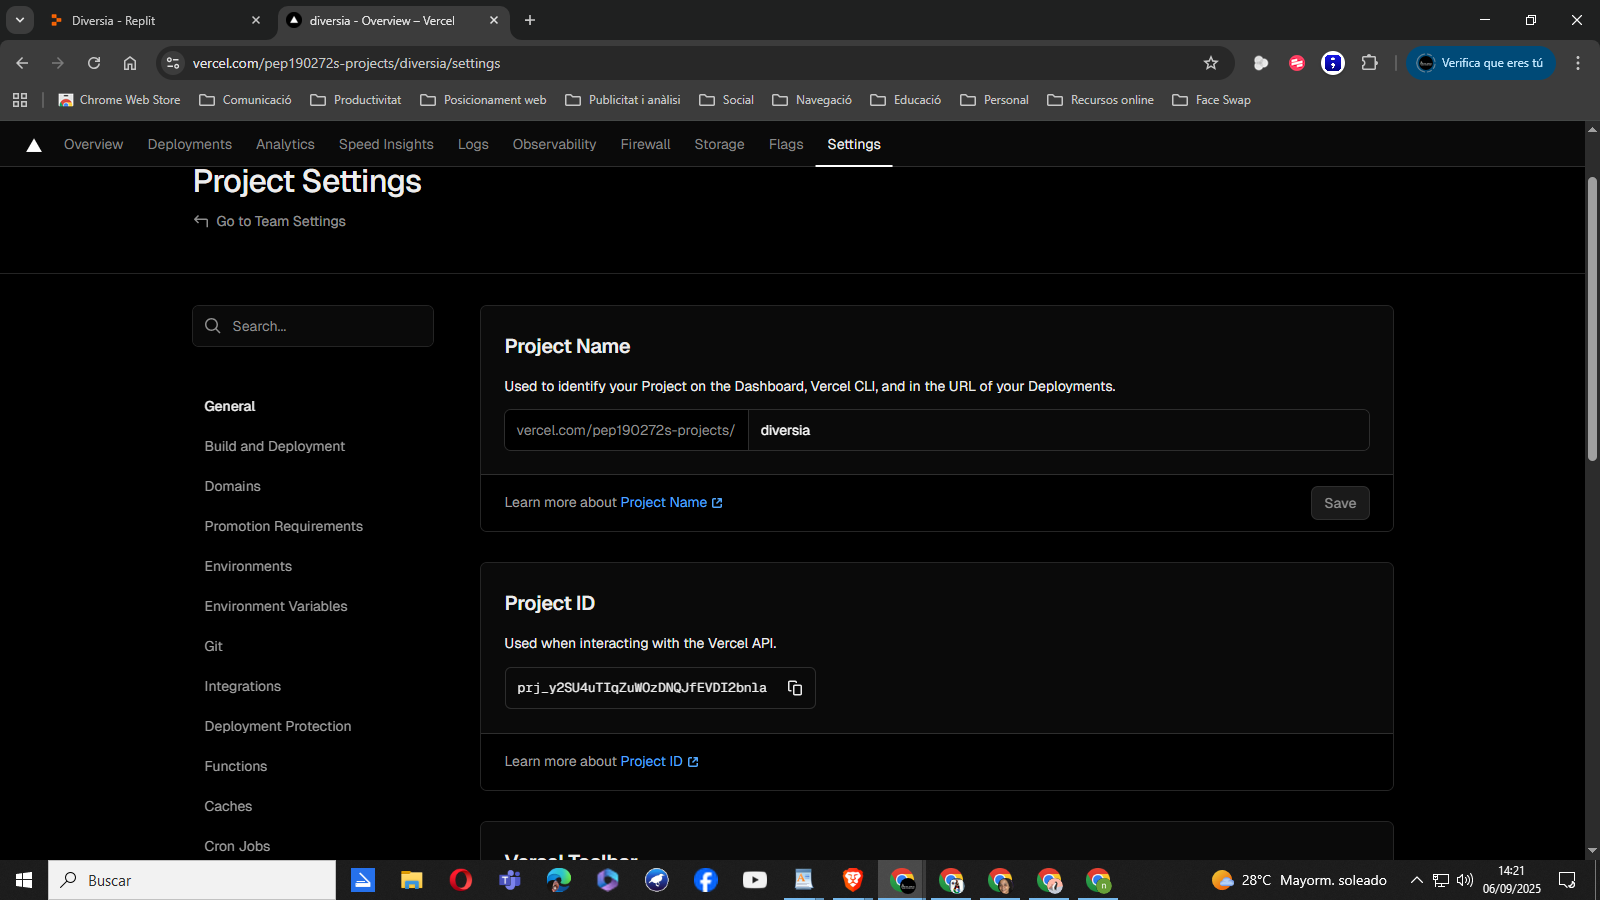 Diversia - Replit
diversia - Overview – Vercel
vercel.com/pep190272s-projects/diversia/settings
Verifica que eres tú
Chrome Web Store
Comunicació
Productivitat
Posicionament web
Publicitat i anàlisi
Social
Navegació
Educació
Personal
Recursos online
Face Swap
Overview
Deployments
Analytics
Speed Insights
Logs
Observability
Firewall
Storage
Flags
Settings
Project Settings
Go to Team Settings
Search...
General
Build and Deployment
Domains
Promotion Requirements
Environments
Environment Variables
Git
Integrations
Deployment Protection
Functions
Caches
Cron Jobs
Project Name
Used to identify your Project on the Dashboard, Vercel CLI, and in the URL of your Deployments.
vercel.com/pep190272s-projects/
diversia
Learn more about Project Name
Save
Project ID
Used when interacting with the Vercel API.
prj_y2SU4uTIqZuWOzDNQJfEVDI2bnla
Learn more about Project ID
Vercel Toolbar
Buscar
28°C Mayorm. soleado
14:21
06/09/2025